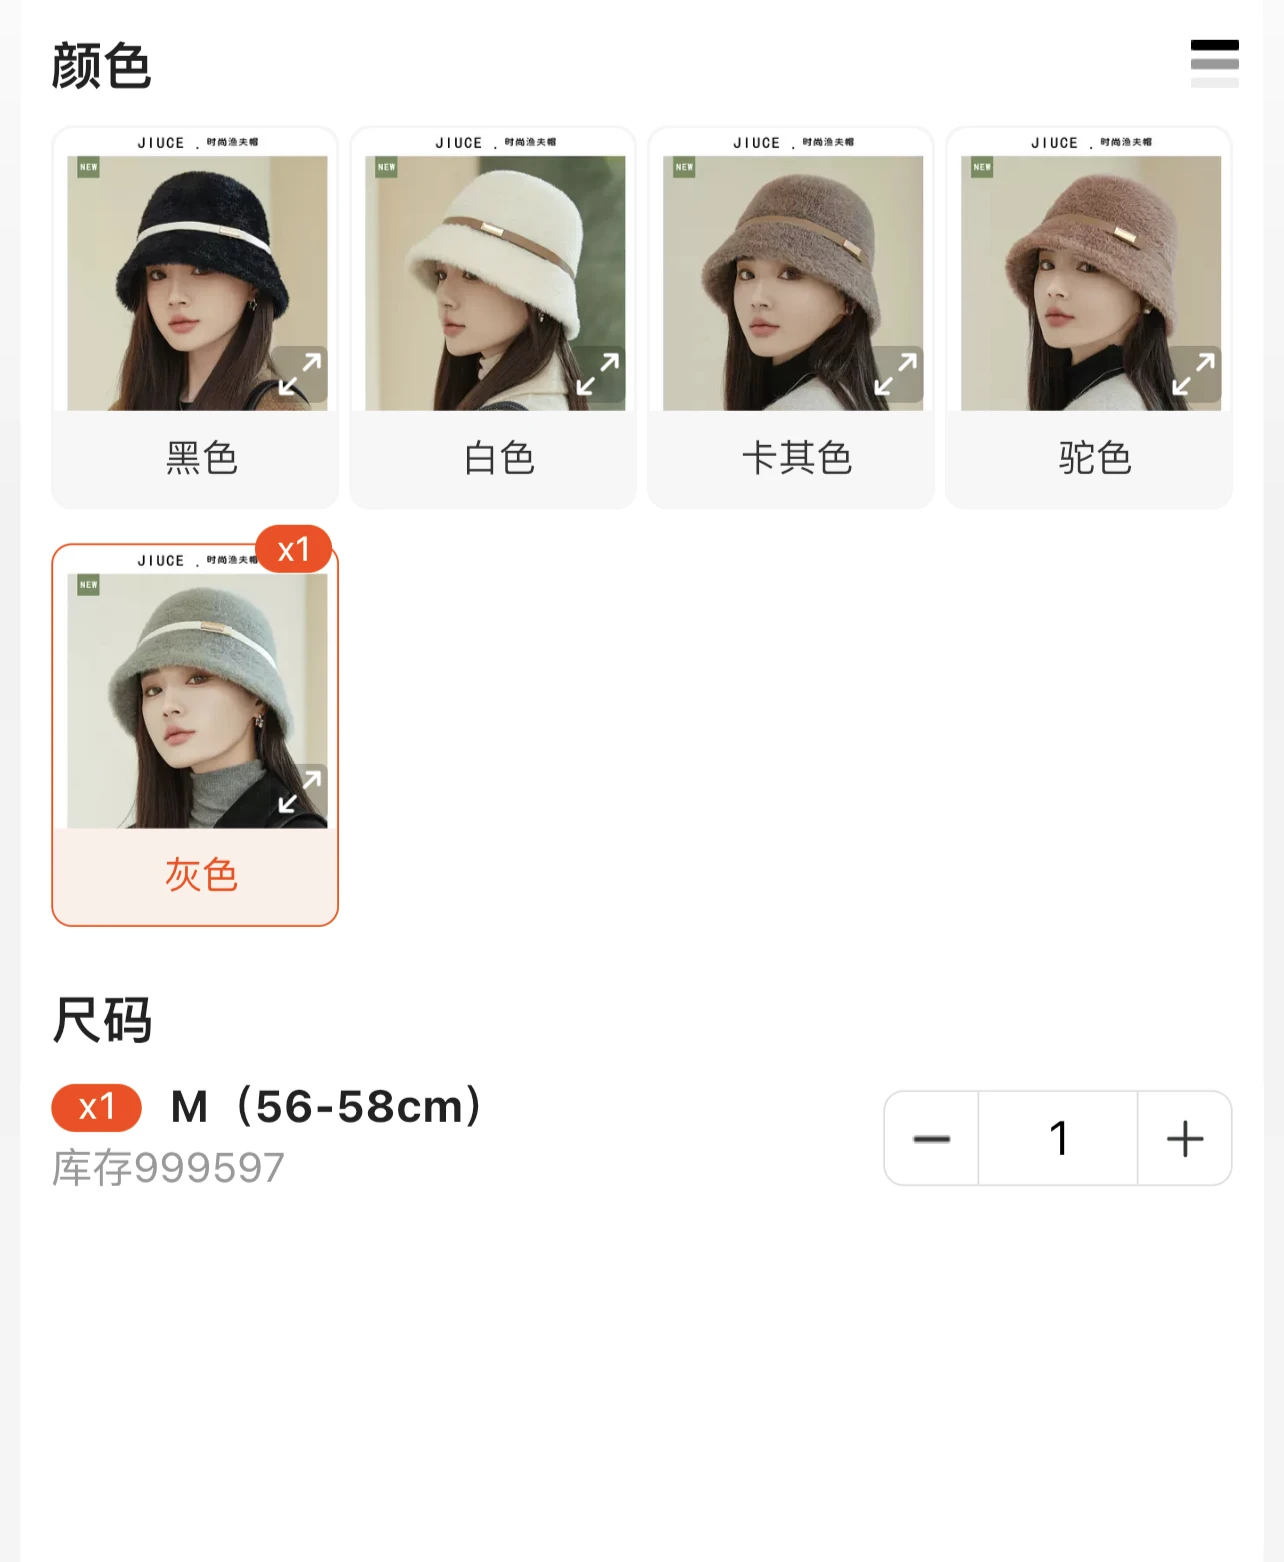 颜色
JIUCE . 时尚渔夫帽
NEW
黑色
JIUCE . 时尚渔夫帽
NEW
白色
JIUCE . 时尚渔夫帽
NEW
卡其色
JIUCE . 时尚渔夫帽
NEW
驼色
x1
JIUCE . 时尚渔夫帽
NEW
灰色
尺码
x1 M（56-58cm）
库存999597
1